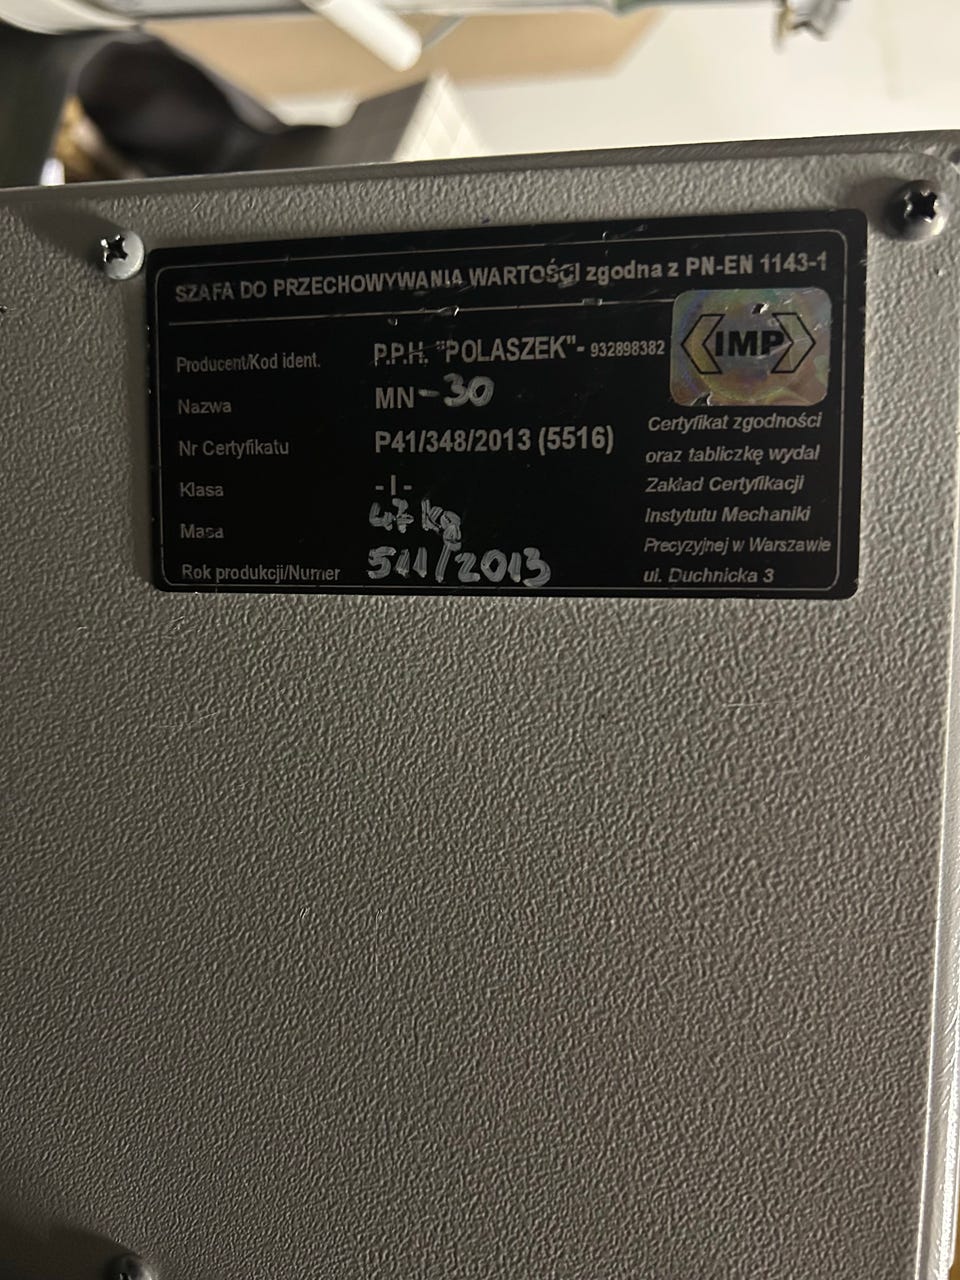 SZAFA DO PRZECHOWYWANIA WARTOŚCI zgodna z PN-EN 1143-1
Producent/Kod ident. P.P.H. "POLASZEK"- 932898382
IMP
Nazwa MN-30
Nr Certyfikatu P41/348/2013 (5516)
Klasa -I-
Masa 47 kg
Rok produkcji/Numer 511/2013
Certyfikat zgodności
oraz tabliczkę wydał
Zakład Certyfikacji
Instytutu Mechaniki
Precyzyjnej w Warszawie
ul. Duchnicka 3